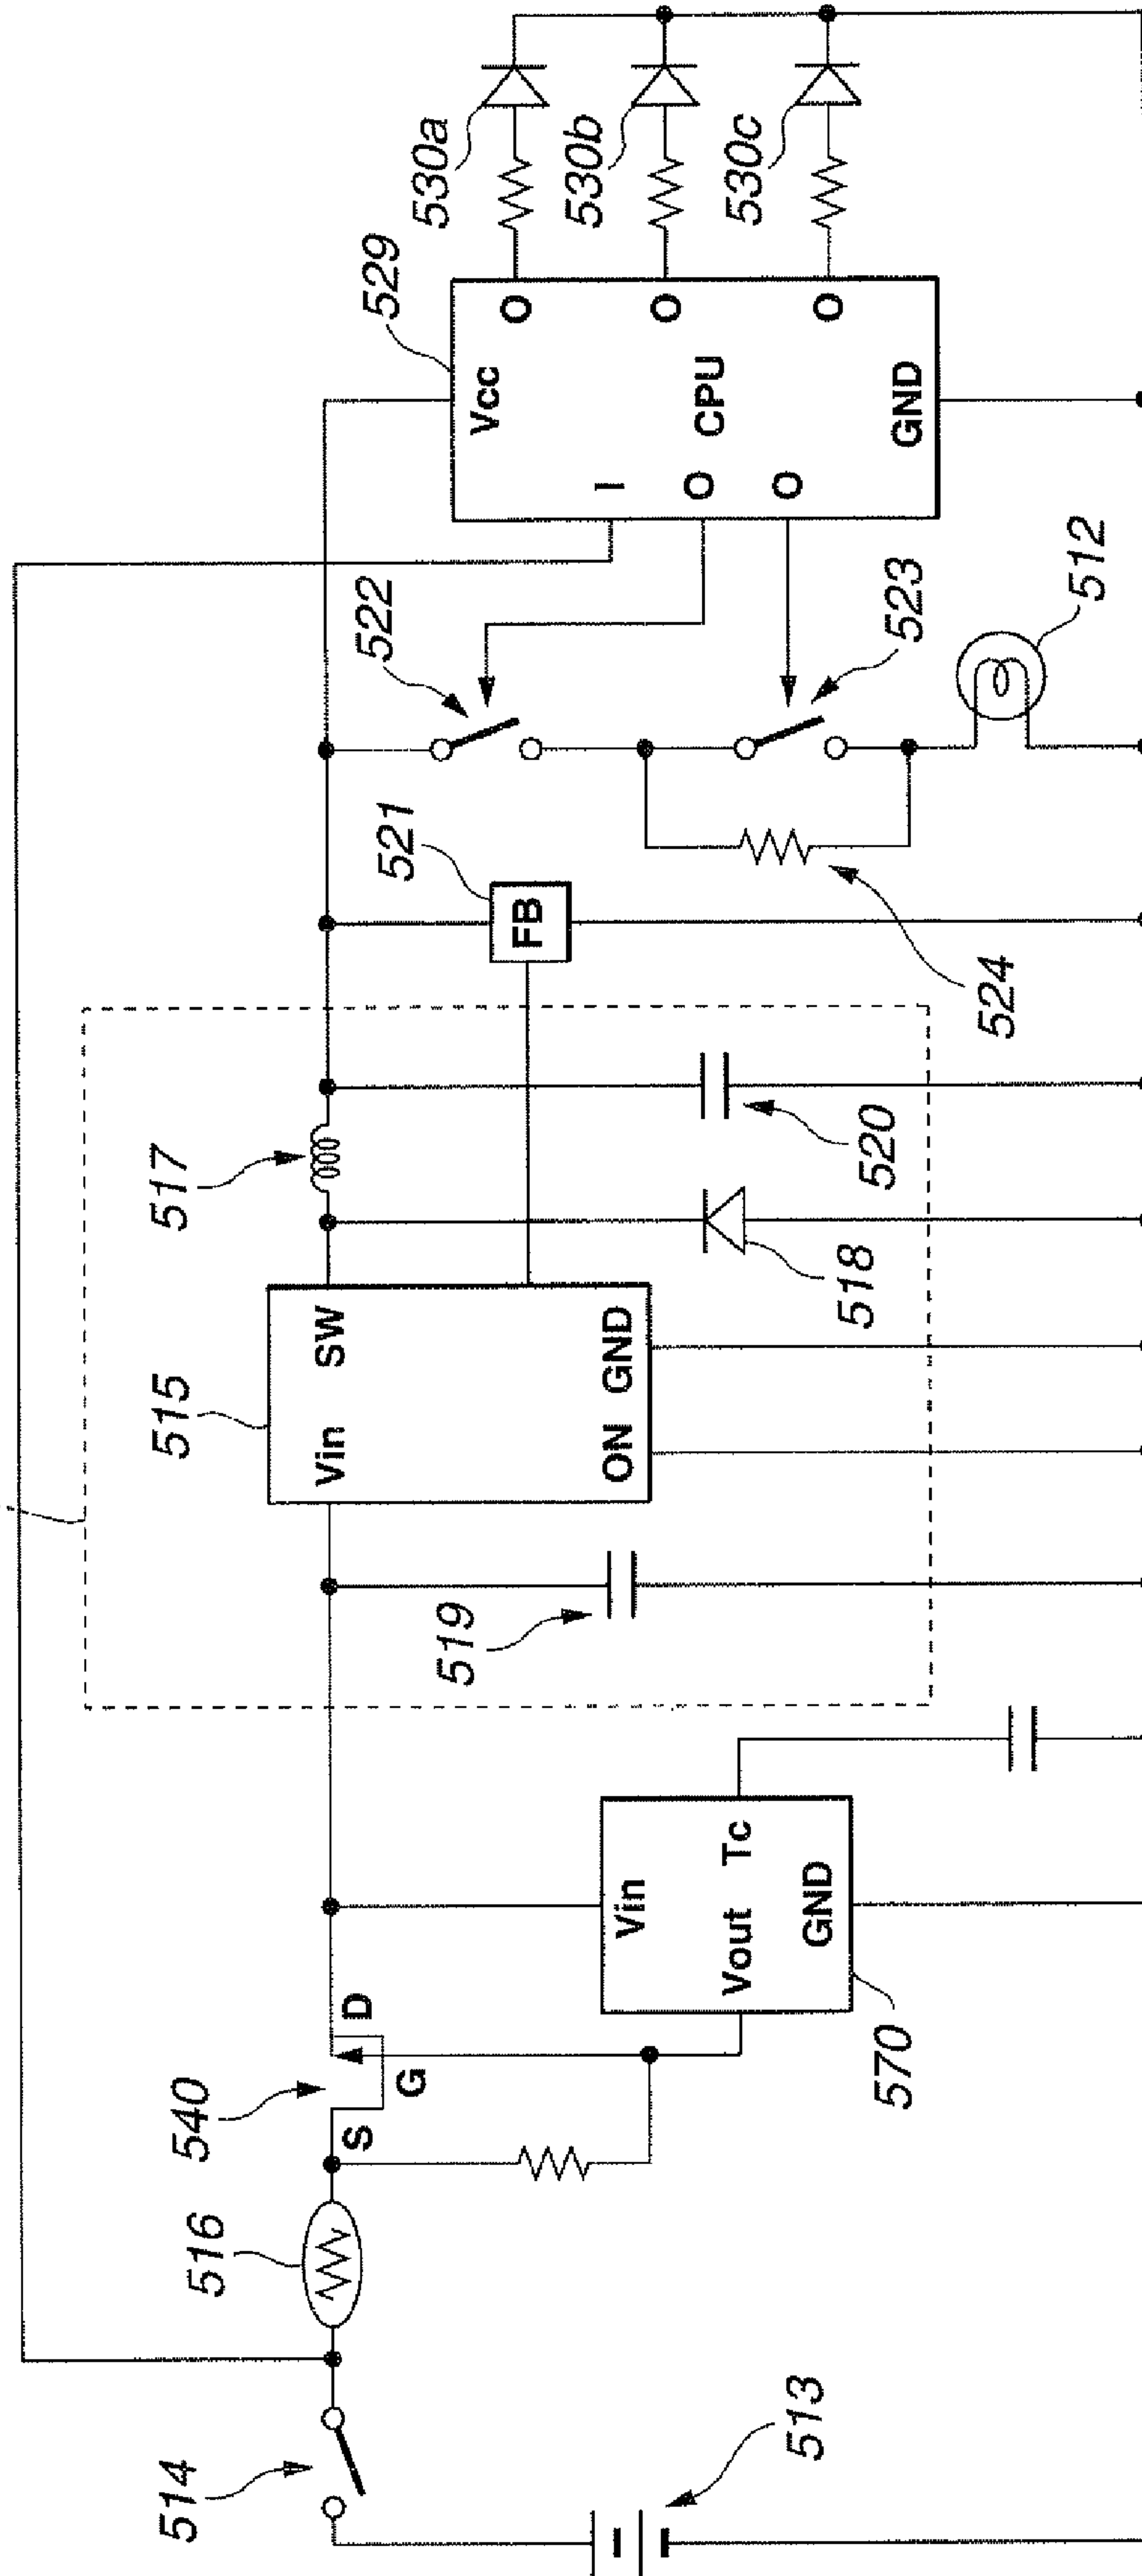 514
513
516
540
S
D
G
570
Vin
Vout Tc
GND
519
515
Vin SW
ON GND
517
518
520
521
FB
522
523
524
512
529
Vcc
I
O
O
CPU
O
O
O
GND
530a
530b
530c